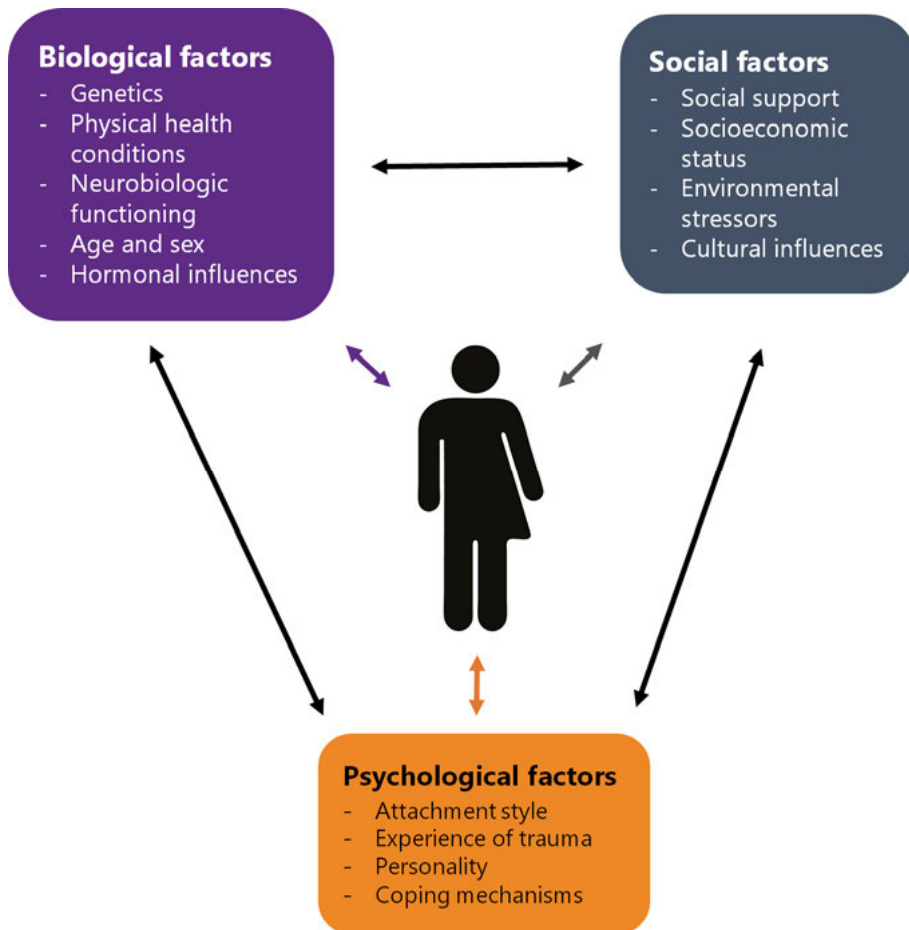 Biological factors
- Genetics
- Physical health
conditions
- Neurobiologic
functioning
- Age and sex
- Hormonal influences
Social factors
- Social support
- Socioeconomic
status
- Environmental
stressors
- Cultural influences
Psychological factors
- Attachment style
- Experience of trauma
- Personality
- Coping mechanisms